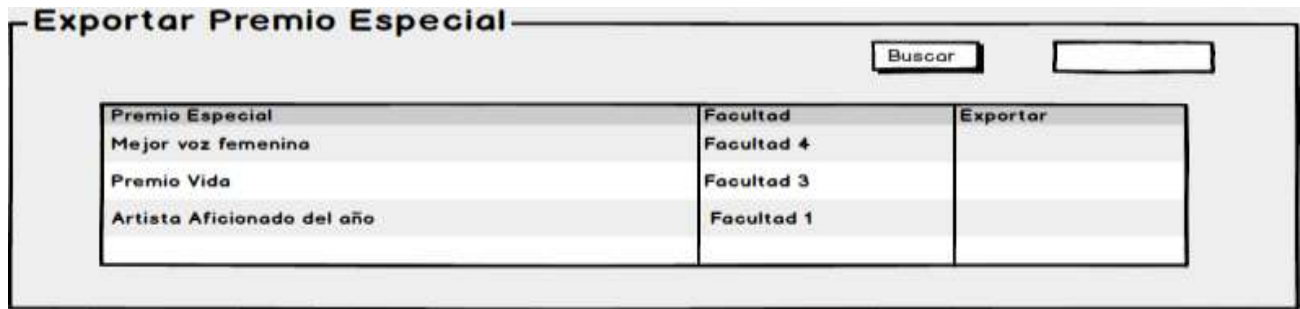 Exportar Premio Especial
Buscar
Premio Especial Facultad Exportar
Mejor voz femenina Facultad 4
Premio Vida Facultad 3
Artista Aficionado del año Facultad 1